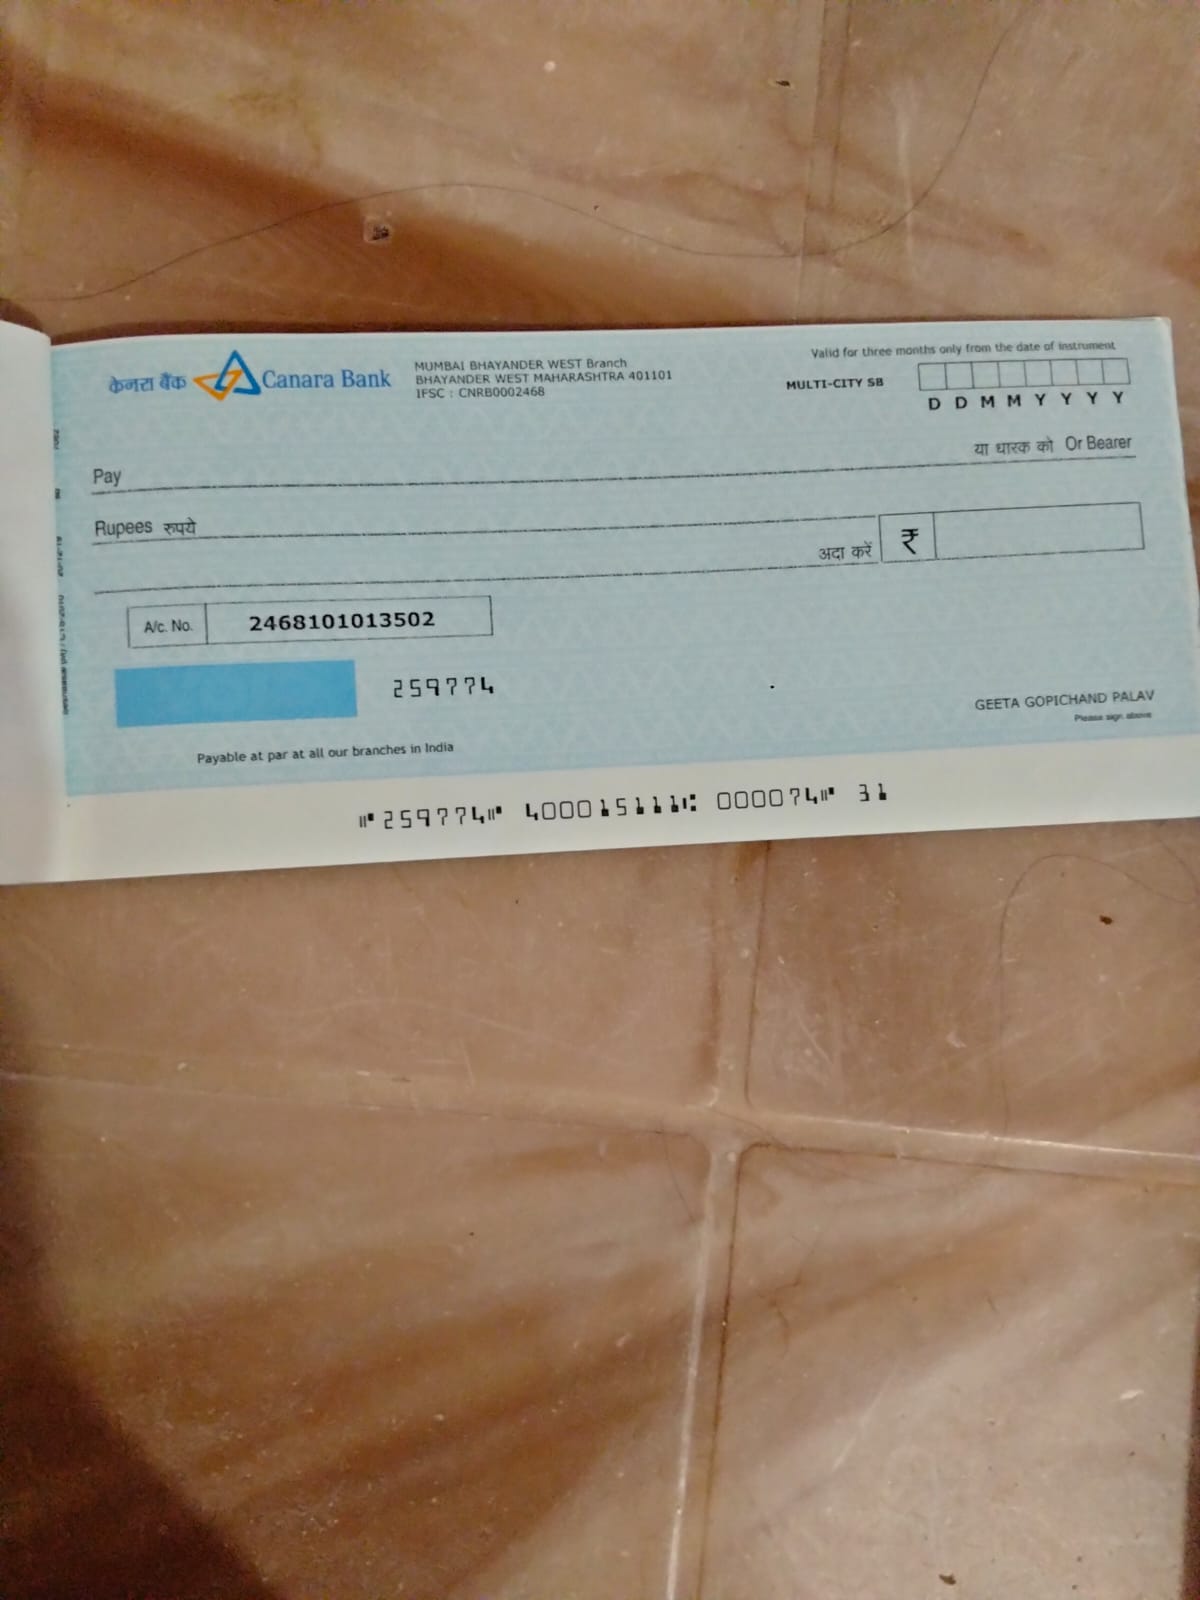 केनरा बैंक Canara Bank
MUMBAI BHAYANDER WEST Branch
BHAYANDER WEST MAHARASHTRA 401101
IFSC : CNRB0002468
Valid for three months only from the date of instrument
MULTI-CITY SB
D D M M Y Y Y Y
Pay
या धारक को Or Bearer
Rupees रुपये
अदा करें ₹
A/c. No. 2468101013502
259774
GEETA GOPICHAND PALAV
Please sign above
Payable at par at all our branches in India
⑈259774⑈ 400015111⑆ 000074⑈ 31